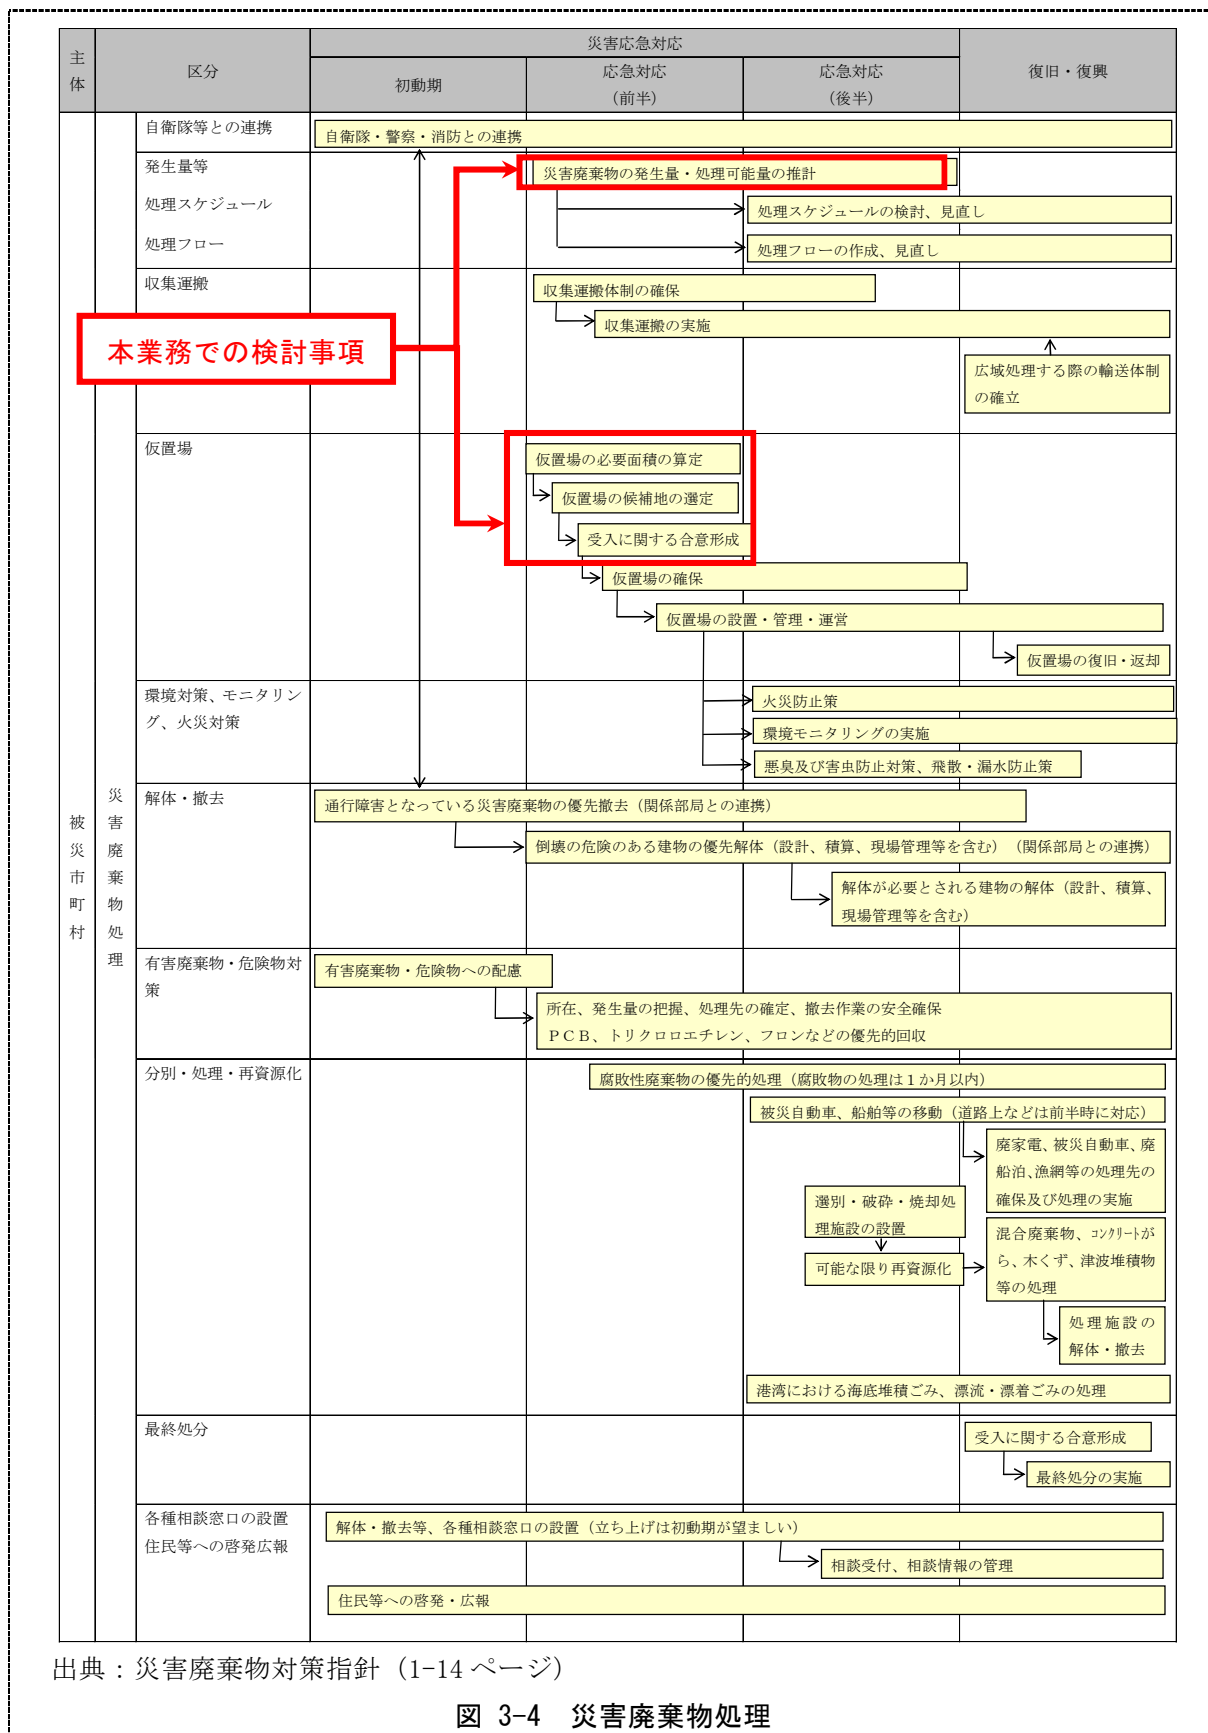 主
体
区分
災害応急対応
初動期
応急対応
（前半）
応急対応
（後半）
復旧・復興
被
災
市
町
村
災
害
廃
棄
物
処
理
自衛隊等との連携
自衛隊・警察・消防との連携
発生量等
処理スケジュール
処理フロー
災害廃棄物の発生量・処理可能量の推計
処理スケジュールの検討、見直し
処理フローの作成、見直し
収集運搬
収集運搬体制の確保
収集運搬の実施
広域処理する際の輸送体制
の確立
本業務での検討事項
仮置場
仮置場の必要面積の算定
仮置場の候補地の選定
受入に関する合意形成
仮置場の確保
仮置場の設置・管理・運営
仮置場の復旧・返却
環境対策、モニタリン
グ、火災対策
火災防止策
環境モニタリングの実施
悪臭及び害虫防止対策、飛散・漏水防止策
解体・撤去
通行障害となっている災害廃棄物の優先撤去（関係部局との連携）
倒壊の危険のある建物の優先解体（設計、積算、現場管理等を含む）（関係部局との連携）
解体が必要とされる建物の解体（設計、積算、
現場管理等を含む）
有害廃棄物・危険物対
策
有害廃棄物・危険物への配慮
所在、発生量の把握、処理先の確定、撤去作業の安全確保
ＰＣＢ、トリクロロエチレン、フロンなどの優先的回収
分別・処理・再資源化
腐敗性廃棄物の優先的処理（腐敗物の処理は１か月以内）
被災自動車、船舶等の移動（道路上などは前半時に対応）
廃家電、被災自動車、廃
船泊、漁網等の処理先の
確保及び処理の実施
選別・破砕・焼却処
理施設の設置
可能な限り再資源化
混合廃棄物、ｺﾝｸﾘｰﾄが
ら、木くず、津波堆積物
等の処理
処理施設の
解体・撤去
港湾における海底堆積ごみ、漂流・漂着ごみの処理
最終処分
受入に関する合意形成
最終処分の実施
各種相談窓口の設置
住民等への啓発広報
解体・撤去等、各種相談窓口の設置（立ち上げは初動期が望ましい）
相談受付、相談情報の管理
住民等への啓発・広報
出典：災害廃棄物対策指針（1-14 ページ）
図 3-4 災害廃棄物処理